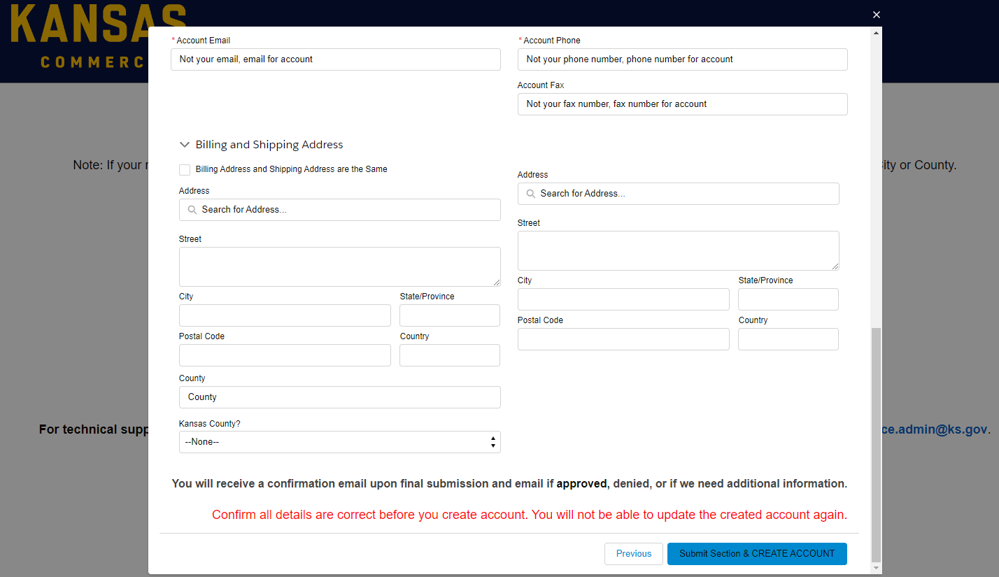 KANSAS
COMMERC
* Account Email
Not your email, email for account
* Account Phone
Not your phone number, phone number for account
Account Fax
Not your fax number, fax number for account
Note: If your
ity or County.
Billing and Shipping Address
Billing Address and Shipping Address are the Same
Address
Search for Address...
Street
City
State/Province
Postal Code
Country
County
County
Kansas County?
--None--
Address
Search for Address...
Street
City
State/Province
Postal Code
Country
For technical supp
ce.admin@ks.gov.
You will receive a confirmation email upon final submission and email if approved, denied, or if we need additional information.
Confirm all details are correct before you create account. You will not be able to update the created account again.
Previous
Submit Section & CREATE ACCOUNT